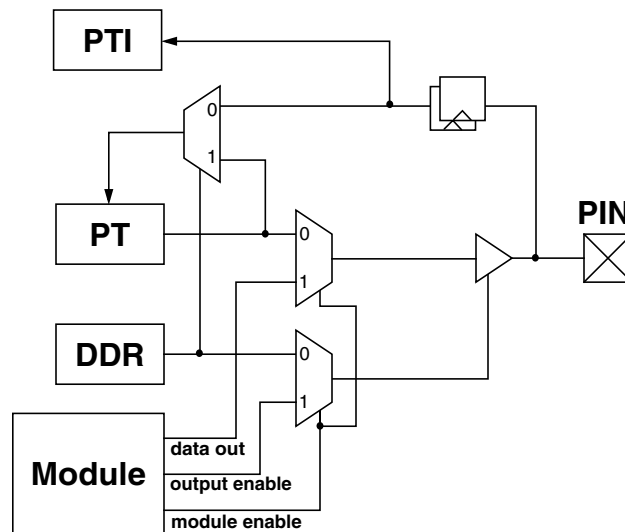 PTI
0
1
PT
PIN
0
1
DDR
0
1
Module
data out
output enable
module enable